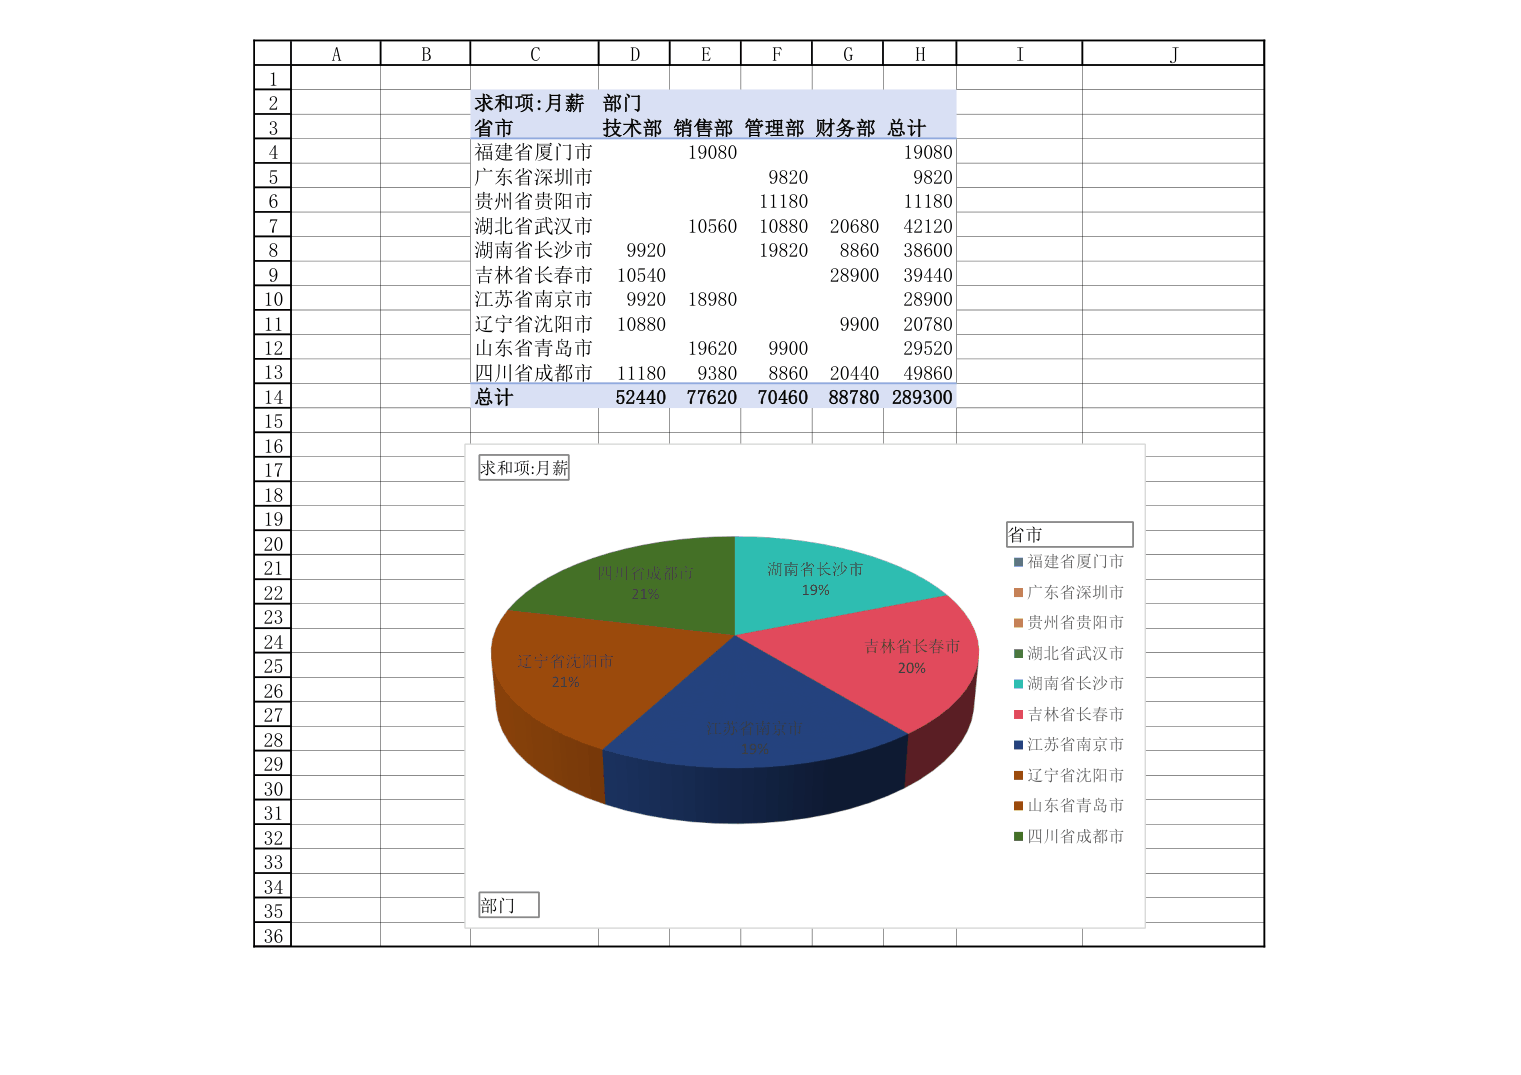 A B C D E F G H I J
1
2 求和项:月薪 部门
3 省市 技术部 销售部 管理部 财务部 总计
4 福建省厦门市 19080 19080
5 广东省深圳市 9820 9820
6 贵州省贵阳市 11180 11180
7 湖北省武汉市 10560 10880 20680 42120
8 湖南省长沙市 9920 19820 8860 38600
9 吉林省长春市 10540 28900 39440
10 江苏省南京市 9920 18980 28900
11 辽宁省沈阳市 10880 9900 20780
12 山东省青岛市 19620 9900 29520
13 四川省成都市 11180 9380 8860 20440 49860
14 总计 52440 77620 70460 88780 289300
15
16
17 求和项:月薪
18
19
20 省市
21 四川省成都市 湖南省长沙市 福建省厦门市
22 21% 19% 广东省深圳市
23 贵州省贵阳市
24 吉林省长春市 湖北省武汉市
25 辽宁省沈阳市 20%
26 21% 湖南省长沙市
27 吉林省长春市
28 江苏省南京市
29 辽宁省沈阳市
30
31 山东省青岛市
32 四川省成都市
33
34
35 部门
36